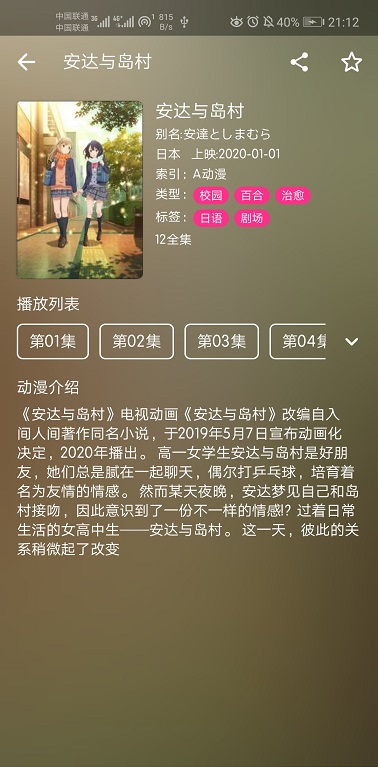 中国联通 3G 4G 1 815 40% 21:12
中国联通 B/s
安达与岛村
安达与岛村
别名:安達としまむら
日本 上映:2020-01-01
索引：A动漫
类型： 校园 百合 治愈
标签： 日语 剧场
12全集
播放列表
第01集 第02集 第03集 第04集
动漫介绍
《安达与岛村》电视动画《安达与岛村》改编自入
间人间著作同名小说，于2019年5月7日宣布动画化
决定，2020年播出。 高一女学生安达与岛村是好朋
友，她们总是腻在一起聊天，偶尔打乒乓球，培育着
名为友情的情感。 然而某天夜晚，安达梦见自己和岛
村接吻，因此意识到了一份不一样的情感!? 过着日常
生活的女高中生——安达与岛村。 这一天，彼此的关
系稍微起了改变